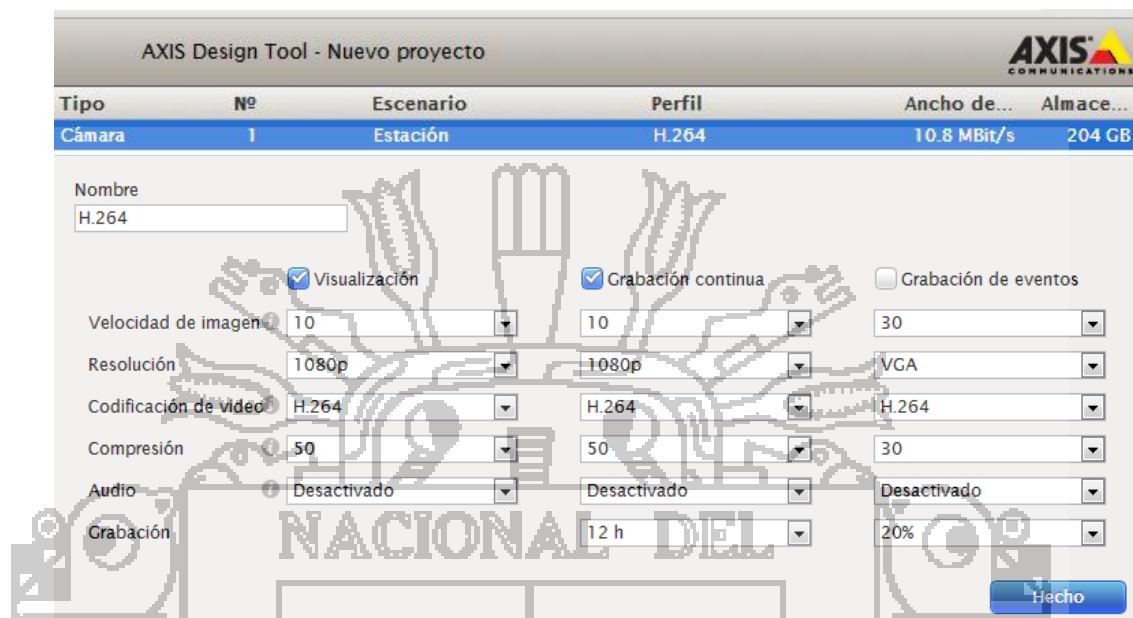 AXIS Design Tool - Nuevo proyecto
AXIS
COMMUNICATIONS
Tipo Nº Escenario Perfil Ancho de... Almace...
Cámara 1 Estación H.264 10.8 MBit/s 204 GB
Nombre
H.264
Visualización Grabación continua Grabación de eventos
Velocidad de imagen 10 10 30
Resolución 1080p 1080p VGA
Codificación de video H.264 H.264 H.264
Compresión 50 50 30
Audio Desactivado Desactivado Desactivado
Grabación 12 h 20%
NACIONAL DEL
Hecho